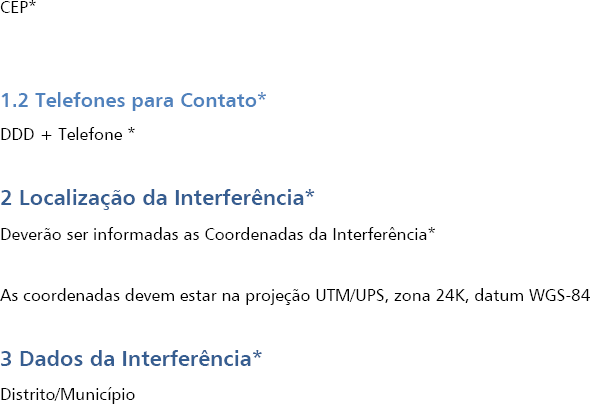 CEP*
1.2 Telefones para Contato*
DDD + Telefone *
2 Localização da Interferência*
Deverão ser informadas as Coordenadas da Interferência*
As coordenadas devem estar na projeção UTM/UPS, zona 24K, datum WGS-84
3 Dados da Interferência*
Distrito/Município